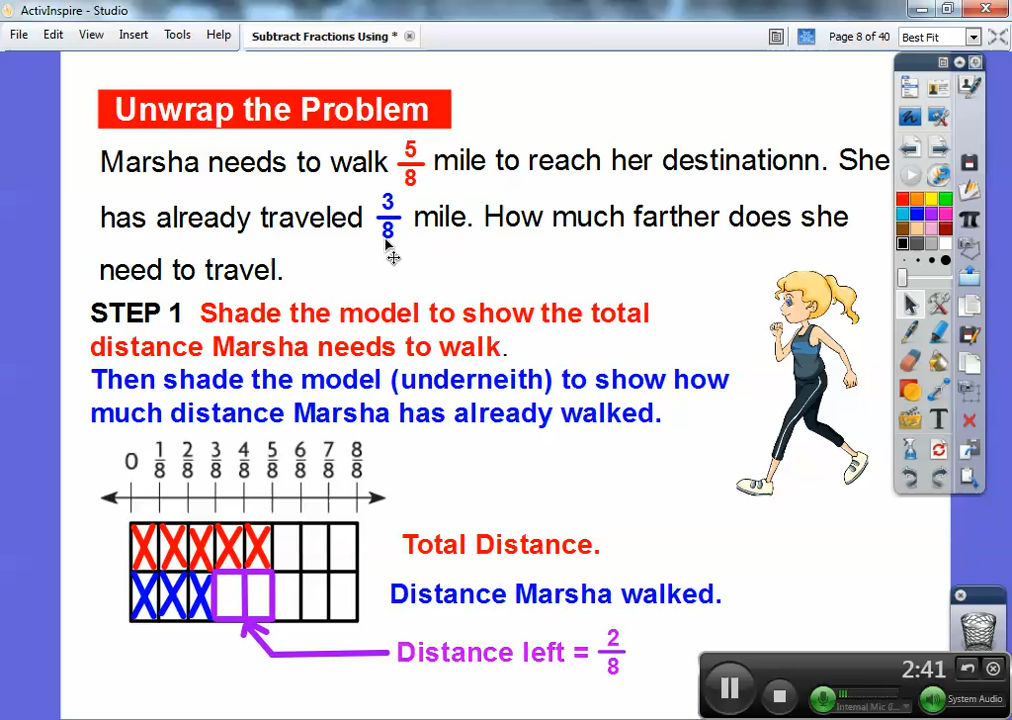 ActivInspire - Studio
File Edit View Insert Tools Help Subtract Fractions Using * Page 8 of 40 Best Fit
Unwrap the Problem
Marsha needs to walk 5/8 mile to reach her destinationn. She
has already traveled 3/8 mile. How much farther does she
need to travel.
STEP 1 Shade the model to show the total
distance Marsha needs to walk.
Then shade the model (underneith) to show how
much distance Marsha has already walked.
0 1/8 2/8 3/8 4/8 5/8 6/8 7/8 8/8
X X X X X Total Distance.
X X X Distance Marsha walked.
Distance left = 2/8
2:41
Internal Mic (I... System Audio